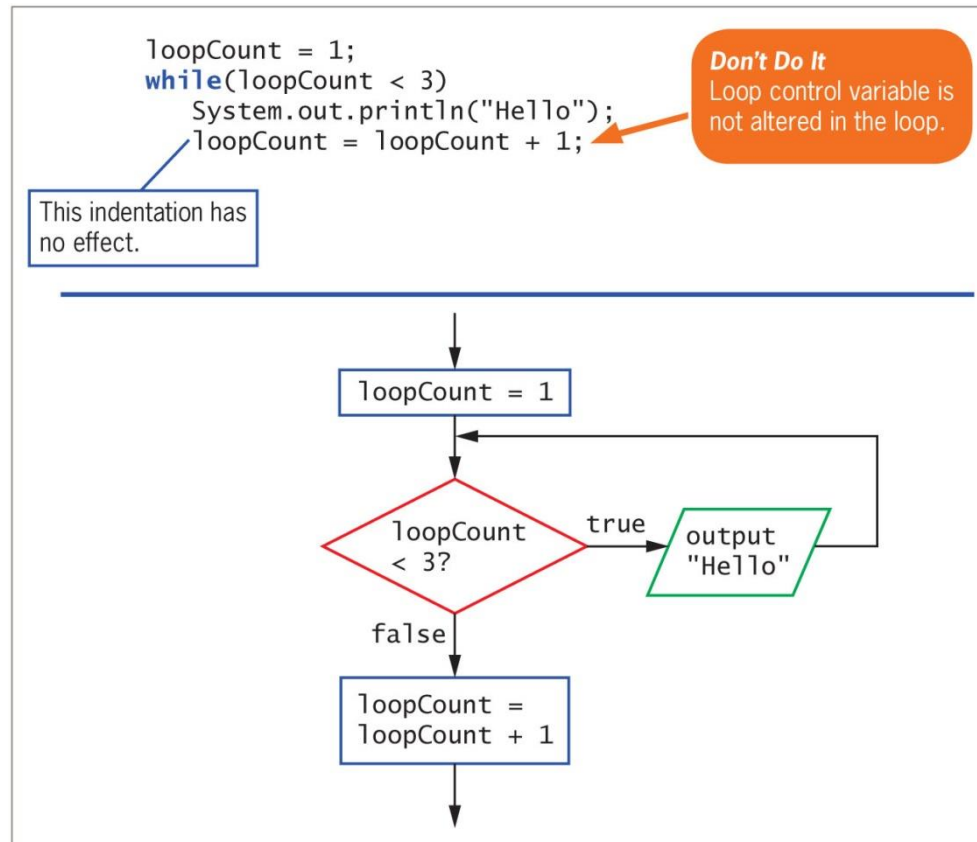 loopCount = 1;
while(loopCount < 3)
System.out.println("Hello");
loopCount = loopCount + 1;
Don't Do It
Loop control variable is
not altered in the loop.
This indentation has
no effect.
loopCount = 1
loopCount
< 3?
true
output
"Hello"
false
loopCount =
loopCount + 1